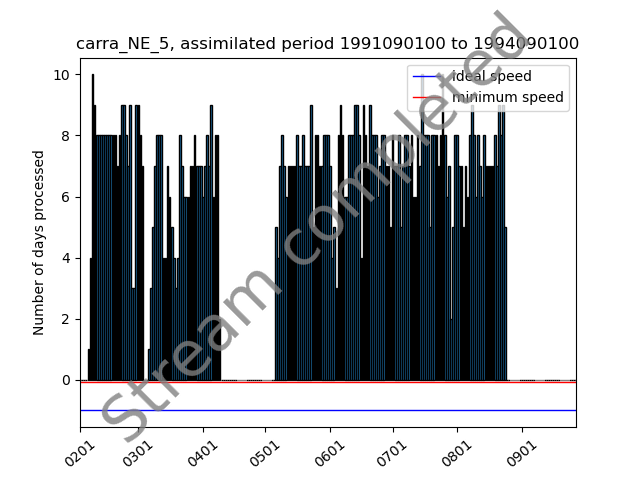 carra_NE_5, assimilated period 1991090100 to 1994090100
ideal speed
minimum speed
Stream completed
Number of days processed
10
8
6
4
2
0
0201 0301 0401 0501 0601 0701 0801 0901